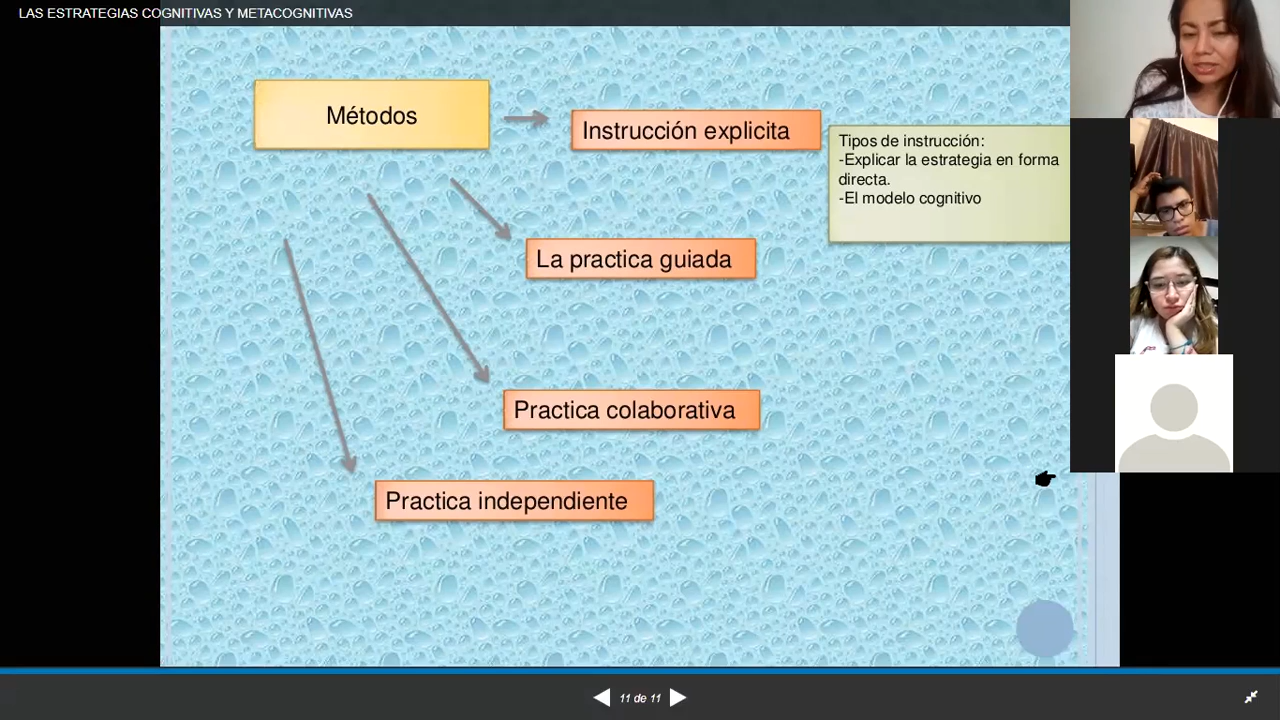 LAS ESTRATEGIAS COGNITIVAS Y METACOGNITIVAS
Métodos
Instrucción explicita
Tipos de instrucción:
-Explicar la estrategia en forma
directa.
-El modelo cognitivo
La practica guiada
Practica colaborativa
Practica independiente
11 de 11